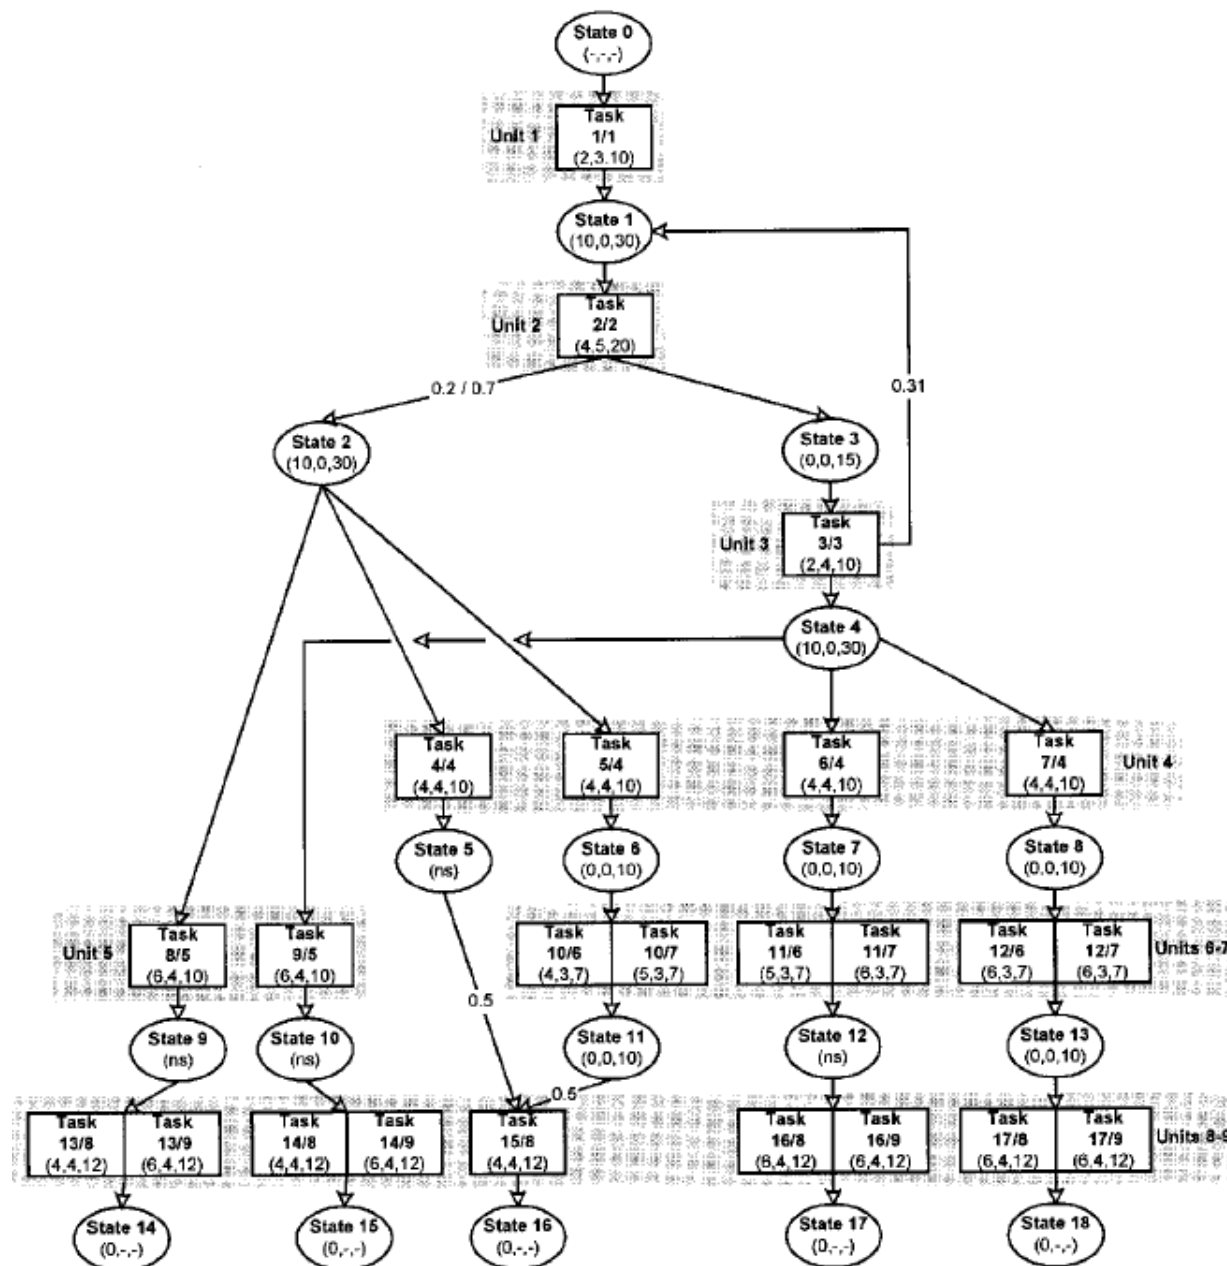 State 0
(-,-,-)
Unit 1
Task
1/1
(2,3.10)
State 1
(10,0,30)
Unit 2
Task
2/2
(4,5,20)
0.2 / 0.7
0.31
State 2
(10,0,30)
State 3
(0,0,15)
Unit 3
Task
3/3
(2,4,10)
State 4
(10,0,30)
Task
4/4
(4,4,10)
Task
5/4
(4,4,10)
Task
6/4
(4,4,10)
Task
7/4
(4,4,10)
Unit 4
State 5
(ns)
State 6
(0,0,10)
State 7
(0,0,10)
State 8
(0,0,10)
Unit 5
Task
8/5
(6,4,10)
Task
9/5
(6,4,10)
Task
10/6
(4,3,7)
Task
10/7
(5,3,7)
Task
11/6
(5,3,7)
Task
11/7
(6,3,7)
Task
12/6
(6,3,7)
Task
12/7
(6,3,7)
Units 6-7
0.5
State 9
(ns)
State 10
(ns)
State 11
(0,0,10)
State 12
(ns)
State 13
(0,0,10)
0.5
Task
13/8
(4,4,12)
Task
13/9
(6,4,12)
Task
14/8
(4,4,12)
Task
14/9
(6,4,12)
Task
15/8
(4,4,12)
Task
16/8
(6,4,12)
Task
16/9
(6,4,12)
Task
17/8
(6,4,12)
Task
17/9
(6,4,12)
Units 8-9
State 14
(0,-,-)
State 15
(0,-,-)
State 16
(0,-,-)
State 17
(0,-,-)
State 18
(0,-,-)